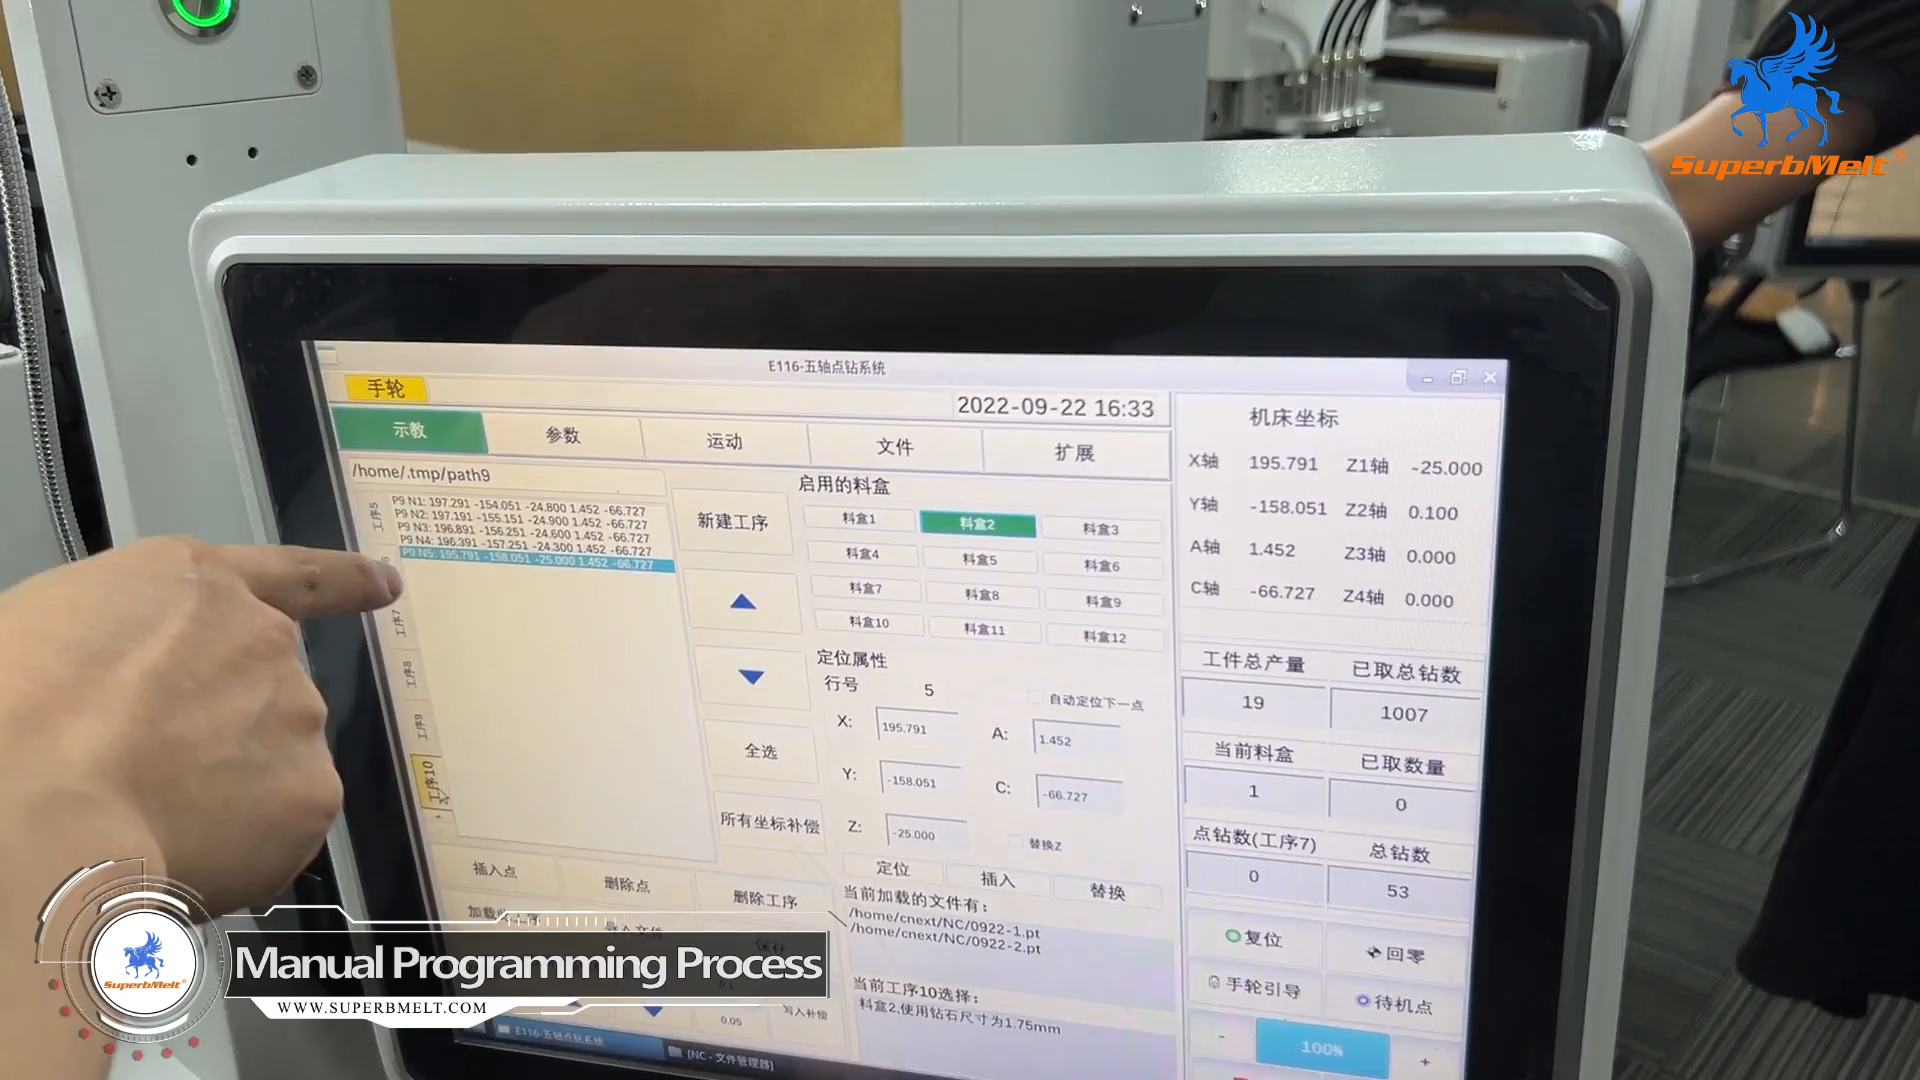 SuperbMelt®
E116-五轴点钻系统
手轮
2022-09-22 16:33
示教
参数
运动
文件
扩展
/home/.tmp/path9
工序5
P9 N1: 197.291 -154.051 -24.800 1.452 -66.727
P9 N2: 197.191 -155.151 -24.900 1.452 -66.727
P9 N3: 196.891 -156.251 -24.600 1.452 -66.727
P9 N4: 196.391 -157.251 -24.300 1.452 -66.727
P9 N5: 195.791 -158.051 -25.000 1.452 -66.727
工序7
工序8
工序9
工序10
新建工序
全选
所有坐标补偿
插入点
删除点
删除工序
启用的料盒
料盒1
料盒2
料盒3
料盒4
料盒5
料盒6
料盒7
料盒8
料盒9
料盒10
料盒11
料盒12
定位属性
行号 5
自动定位下一点
X: 195.791
A: 1.452
Y: -158.051
C: -66.727
Z: -25.000
替换Z
定位
插入
替换
当前加载的文件有：
/home/cnext/NC/0922-1.pt
/home/cnext/NC/0922-2.pt
当前工序10选择：
料盒2,使用钻石尺寸为1.75mm
机床坐标
X轴 195.791 Z1轴 -25.000
Y轴 -158.051 Z2轴 0.100
A轴 1.452 Z3轴 0.000
C轴 -66.727 Z4轴 0.000
工件总产量 已取总钻数
19 1007
当前料盒 已取数量
1 0
点钻数(工序7) 总钻数
0 53
复位
回零
手轮引导
待机点
- 100% +
0.05
写入补偿
E116-五轴点钻系统
[NC - 文件管理器]
SuperbMelt®
Manual Programming Process
WWW.SUPERBMELT.COM